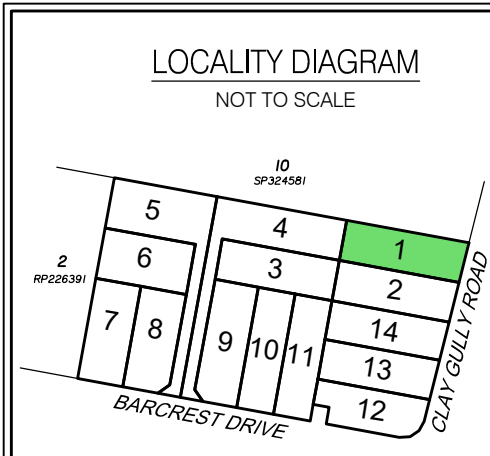 LOCALITY DIAGRAM
NOT TO SCALE
10
SP324581
5
4
1
2
RP226391
6
3
2
7
8
9
10
11
14
13
12
BARCREST DRIVE
CLAY GULLY ROAD